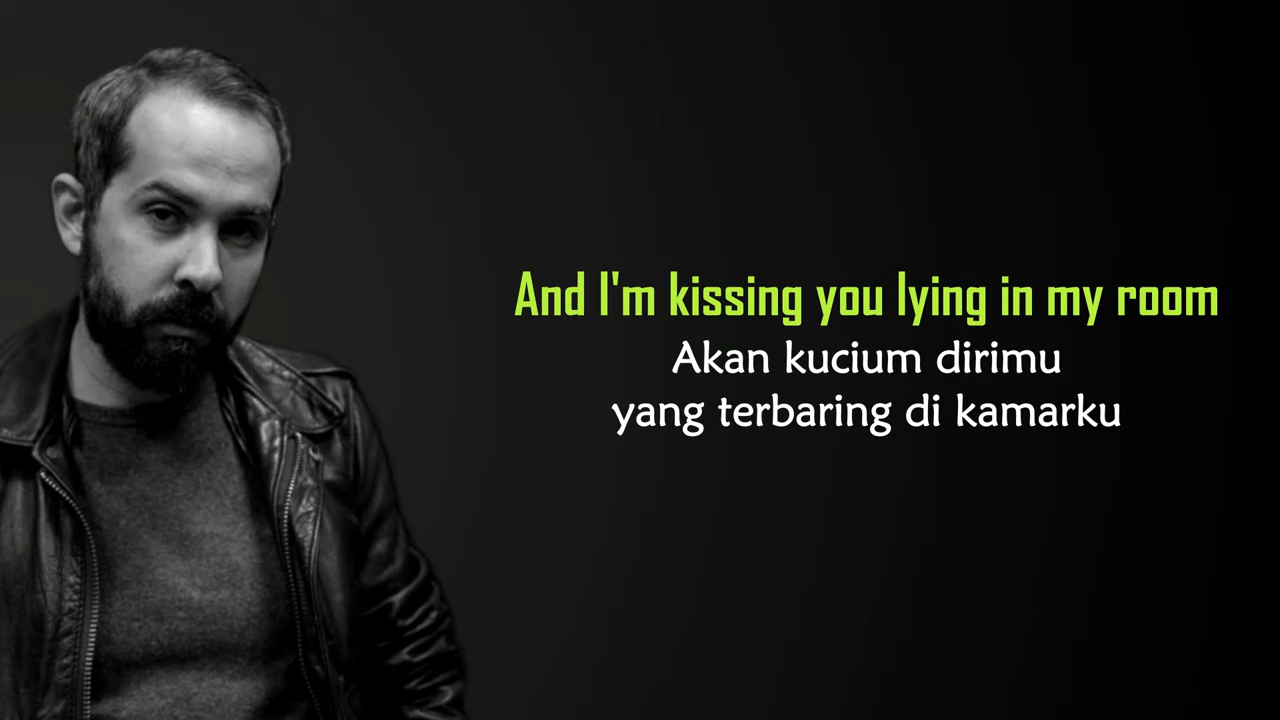 And I'm kissing you lying in my room
Akan kucium dirimu
yang terbaring di kamarku